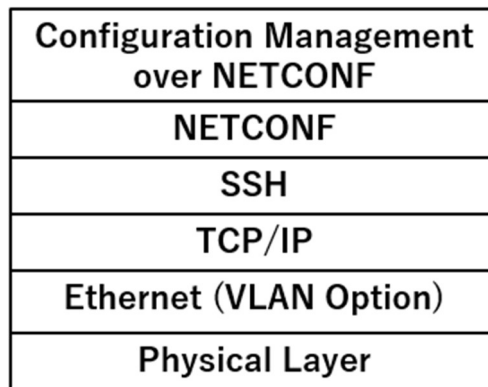 Configuration Management
over NETCONF
NETCONF
SSH
TCP/IP
Ethernet (VLAN Option)
Physical Layer